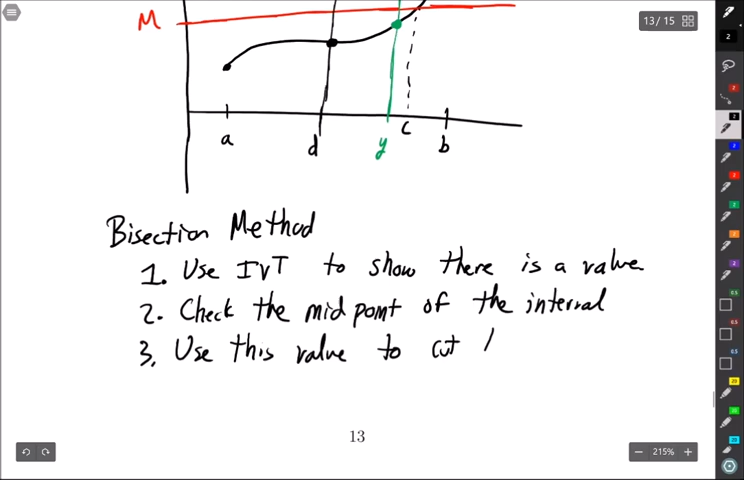 M
13/15
a
d
y
c
b
Bisection Method
1. Use IVT to show there is a value
2. Check the midpoint of the interval
3. Use this value to cut
13
215%